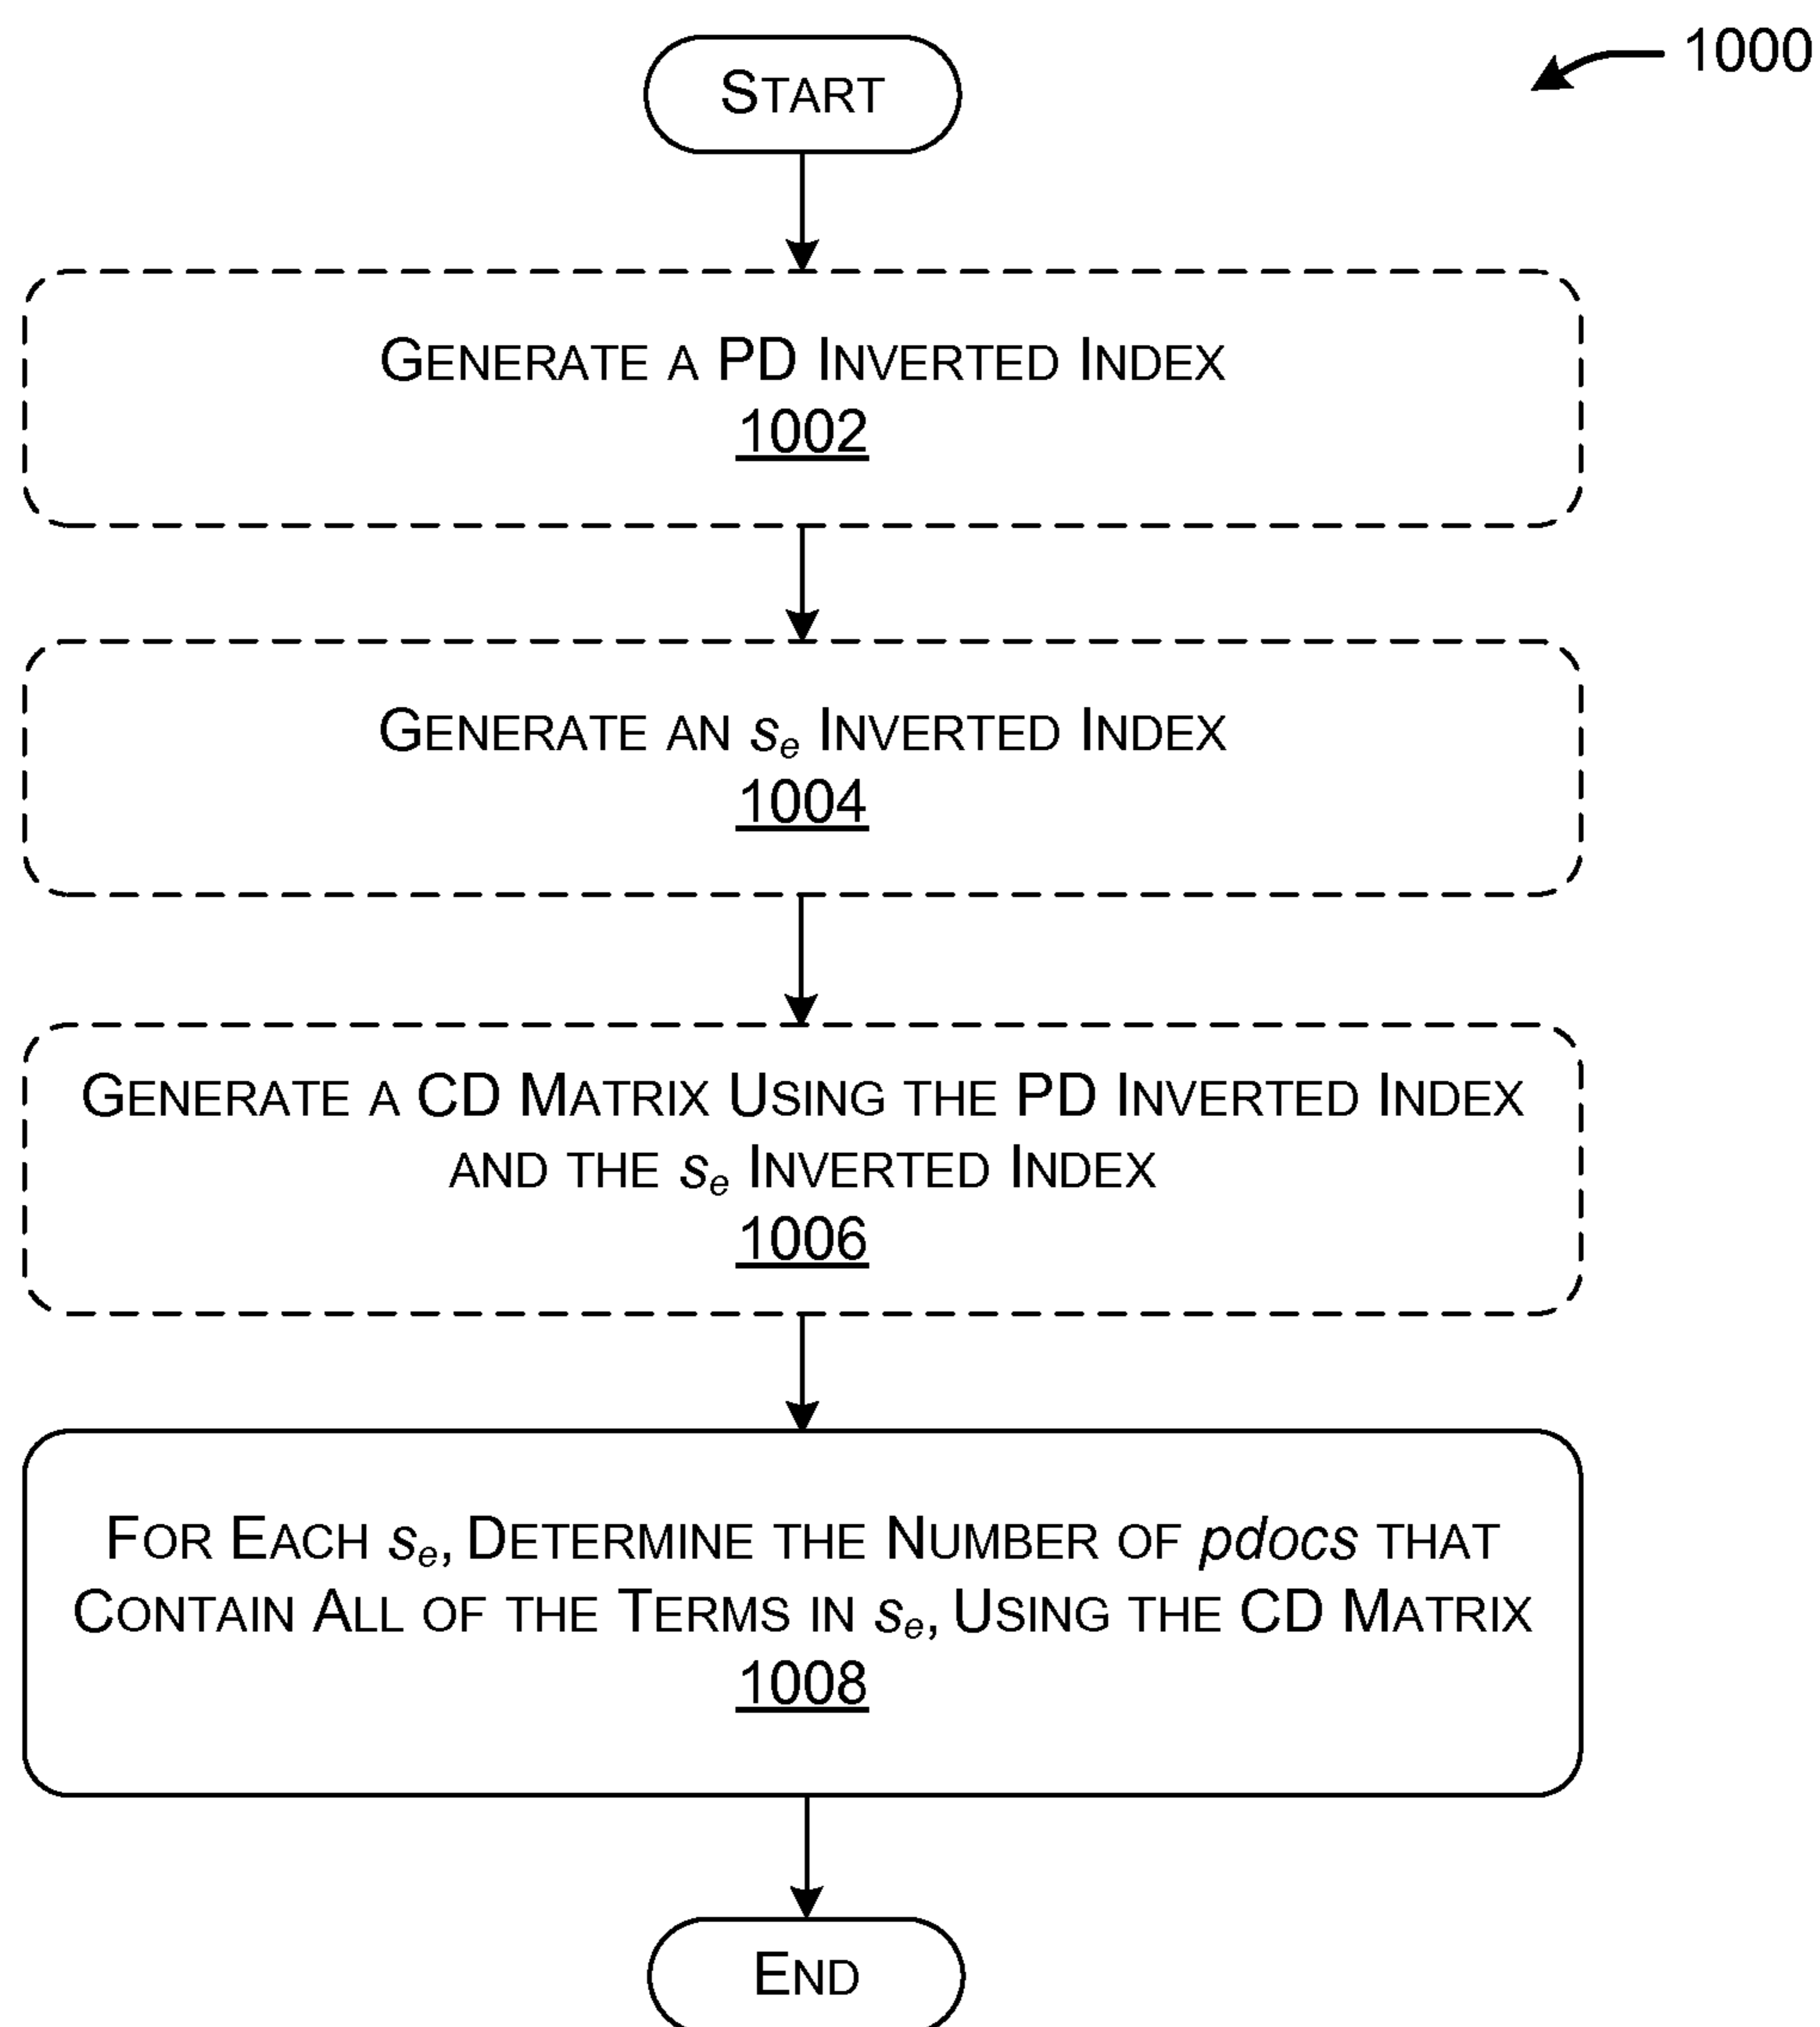 1000
START
GENERATE A PD INVERTED INDEX
1002
GENERATE AN se INVERTED INDEX
1004
GENERATE A CD MATRIX USING THE PD INVERTED INDEX
AND THE se INVERTED INDEX
1006
FOR EACH se, DETERMINE THE NUMBER OF pdocs THAT
CONTAIN ALL OF THE TERMS IN se, USING THE CD MATRIX
1008
END